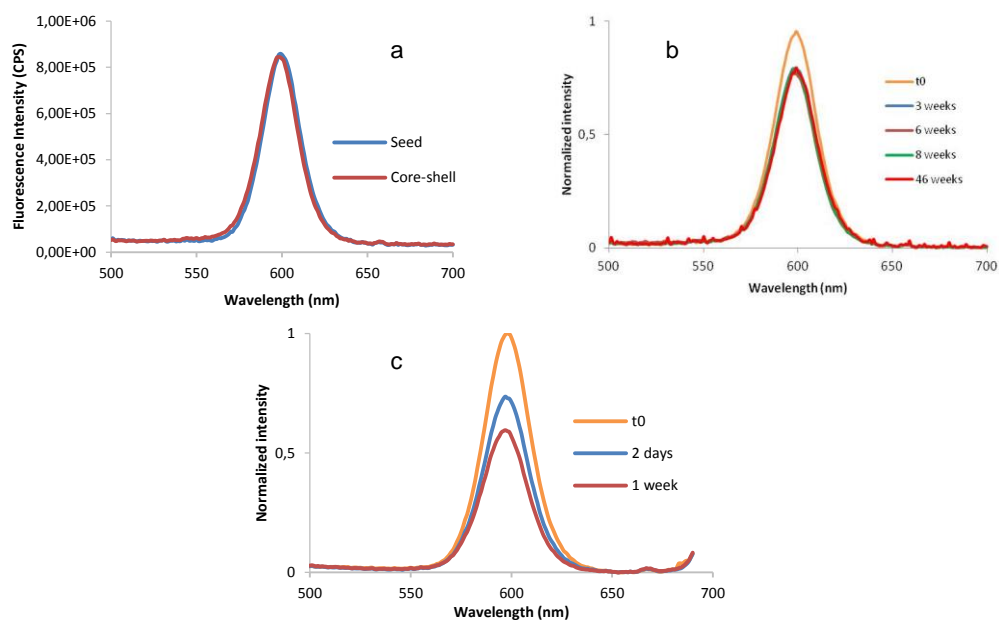 1,00E+06
8,00E+05
6,00E+05
4,00E+05
2,00E+05
0,00E+00
Fluorescence Intensity (CPS)
a
Seed
Core-shell
500
550
600
650
700
Wavelength (nm)
1
0,5
0
Normalized intensity
b
t0
3 weeks
6 weeks
8 weeks
46 weeks
500
550
600
650
700
Wavelength (nm)
1
0,5
0
Normalized intensity
c
t0
2 days
1 week
500
550
600
650
700
Wavelength (nm)